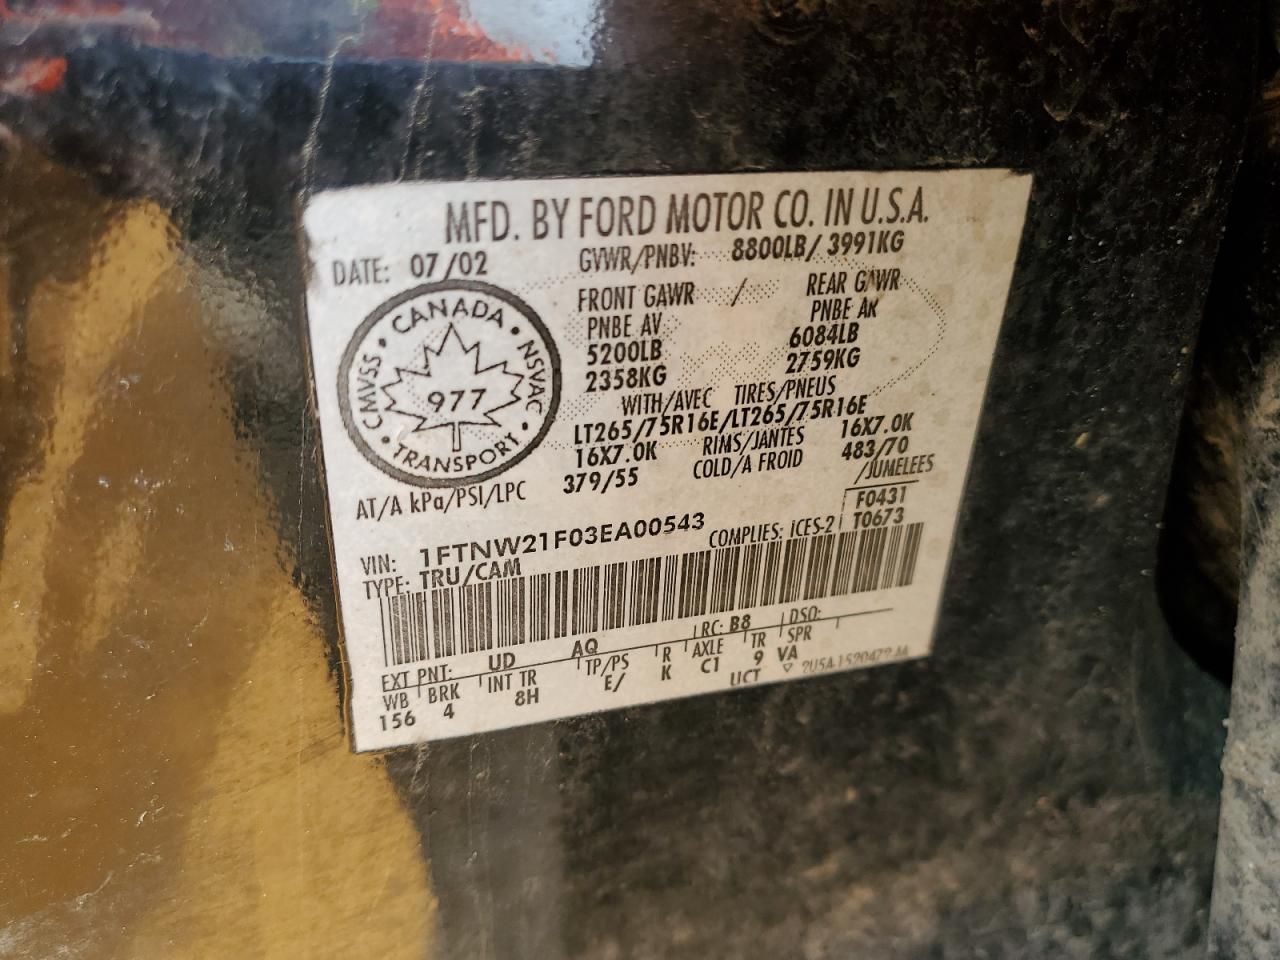 MFD. BY FORD MOTOR CO. IN U.S.A.
DATE: 07/02 GVWR/PNBV: 8800LB/ 3991KG
CANADA
CMVSS NSVAC
977
TRANSPORT
FRONT GAWR / REAR GAWR
PNBE AV PNBE AR
5200LB 6084LB
2358KG 2759KG
WITH/AVEC TIRES/PNEUS
LT265/75R16E/LT265/75R16E
16X7.0K RIMS/JANTES 16X7.0K
AT/A kPa/PSI/LPC 379/55 COLD/A FROID 483/70
/JUMELEES
F0431
VIN: 1FTNW21F03EA00543 COMPLIES: ICES-2 T0673
TYPE: TRU/CAM
EXT PNT: UD AQ RC: B8 DSO:
WB BRK INT TR TP/PS R AXLE TR SPR
156 4 8H E/ K C1 9 VA
UCT